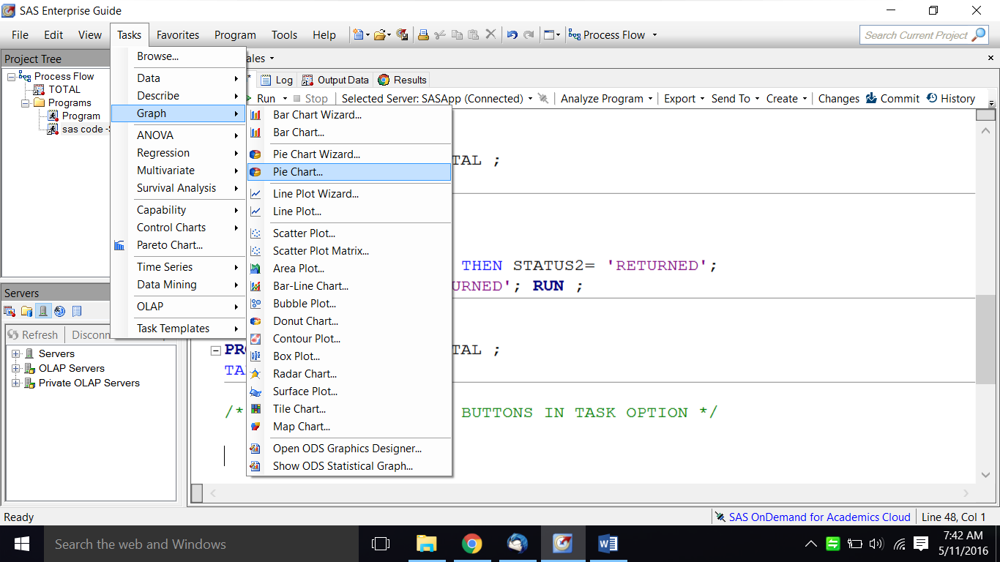 SAS Enterprise Guide
File Edit View Tasks Favorites Program Tools Help Process Flow Search Current Project
Project Tree
Process Flow
TOTAL
Programs
Program
sas code -
Browse...
Data
Describe
Graph
ANOVA
Regression
Multivariate
Survival Analysis
Capability
Control Charts
Pareto Chart...
Time Series
Data Mining
OLAP
Task Templates
ales
Log Output Data Results
Run Stop Selected Server: SASApp (Connected) Analyze Program Export Send To Create Changes Commit History
Bar Chart Wizard...
Bar Chart...
Pie Chart Wizard...
Pie Chart...
Line Plot Wizard...
Line Plot...
Scatter Plot...
Scatter Plot Matrix...
Area Plot...
Bar-Line Chart...
Bubble Plot...
Donut Chart...
Contour Plot...
Box Plot...
Radar Chart...
Surface Plot...
Tile Chart...
Map Chart...
Open ODS Graphics Designer...
Show ODS Statistical Graph...
TAL ;
THEN STATUS2= 'RETURNED';
URNED'; RUN ;
PR TAL ;
TA
/* BUTTONS IN TASK OPTION */
Servers
Refresh Disconn
Servers
OLAP Servers
Private OLAP Servers
Ready SAS OnDemand for Academics Cloud Line 48, Col 1
Search the web and Windows
7:42 AM
5/11/2016